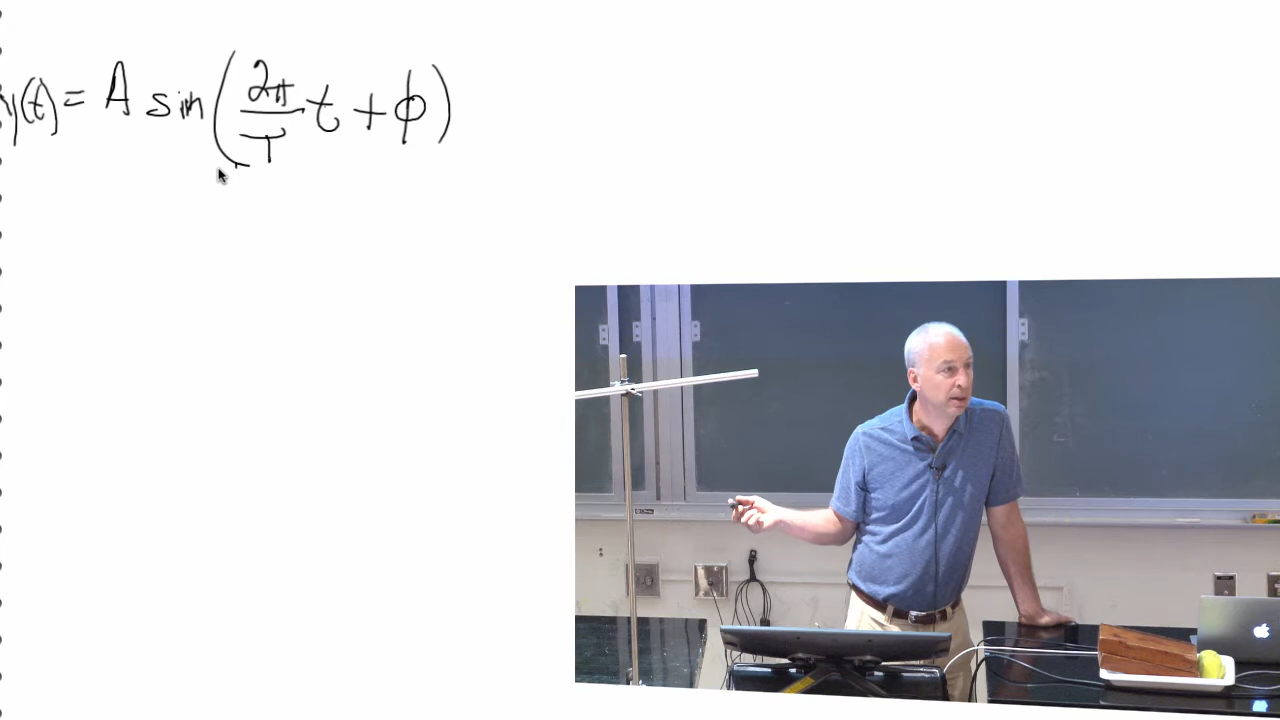 y(t) = A sin(2π/T t + φ)